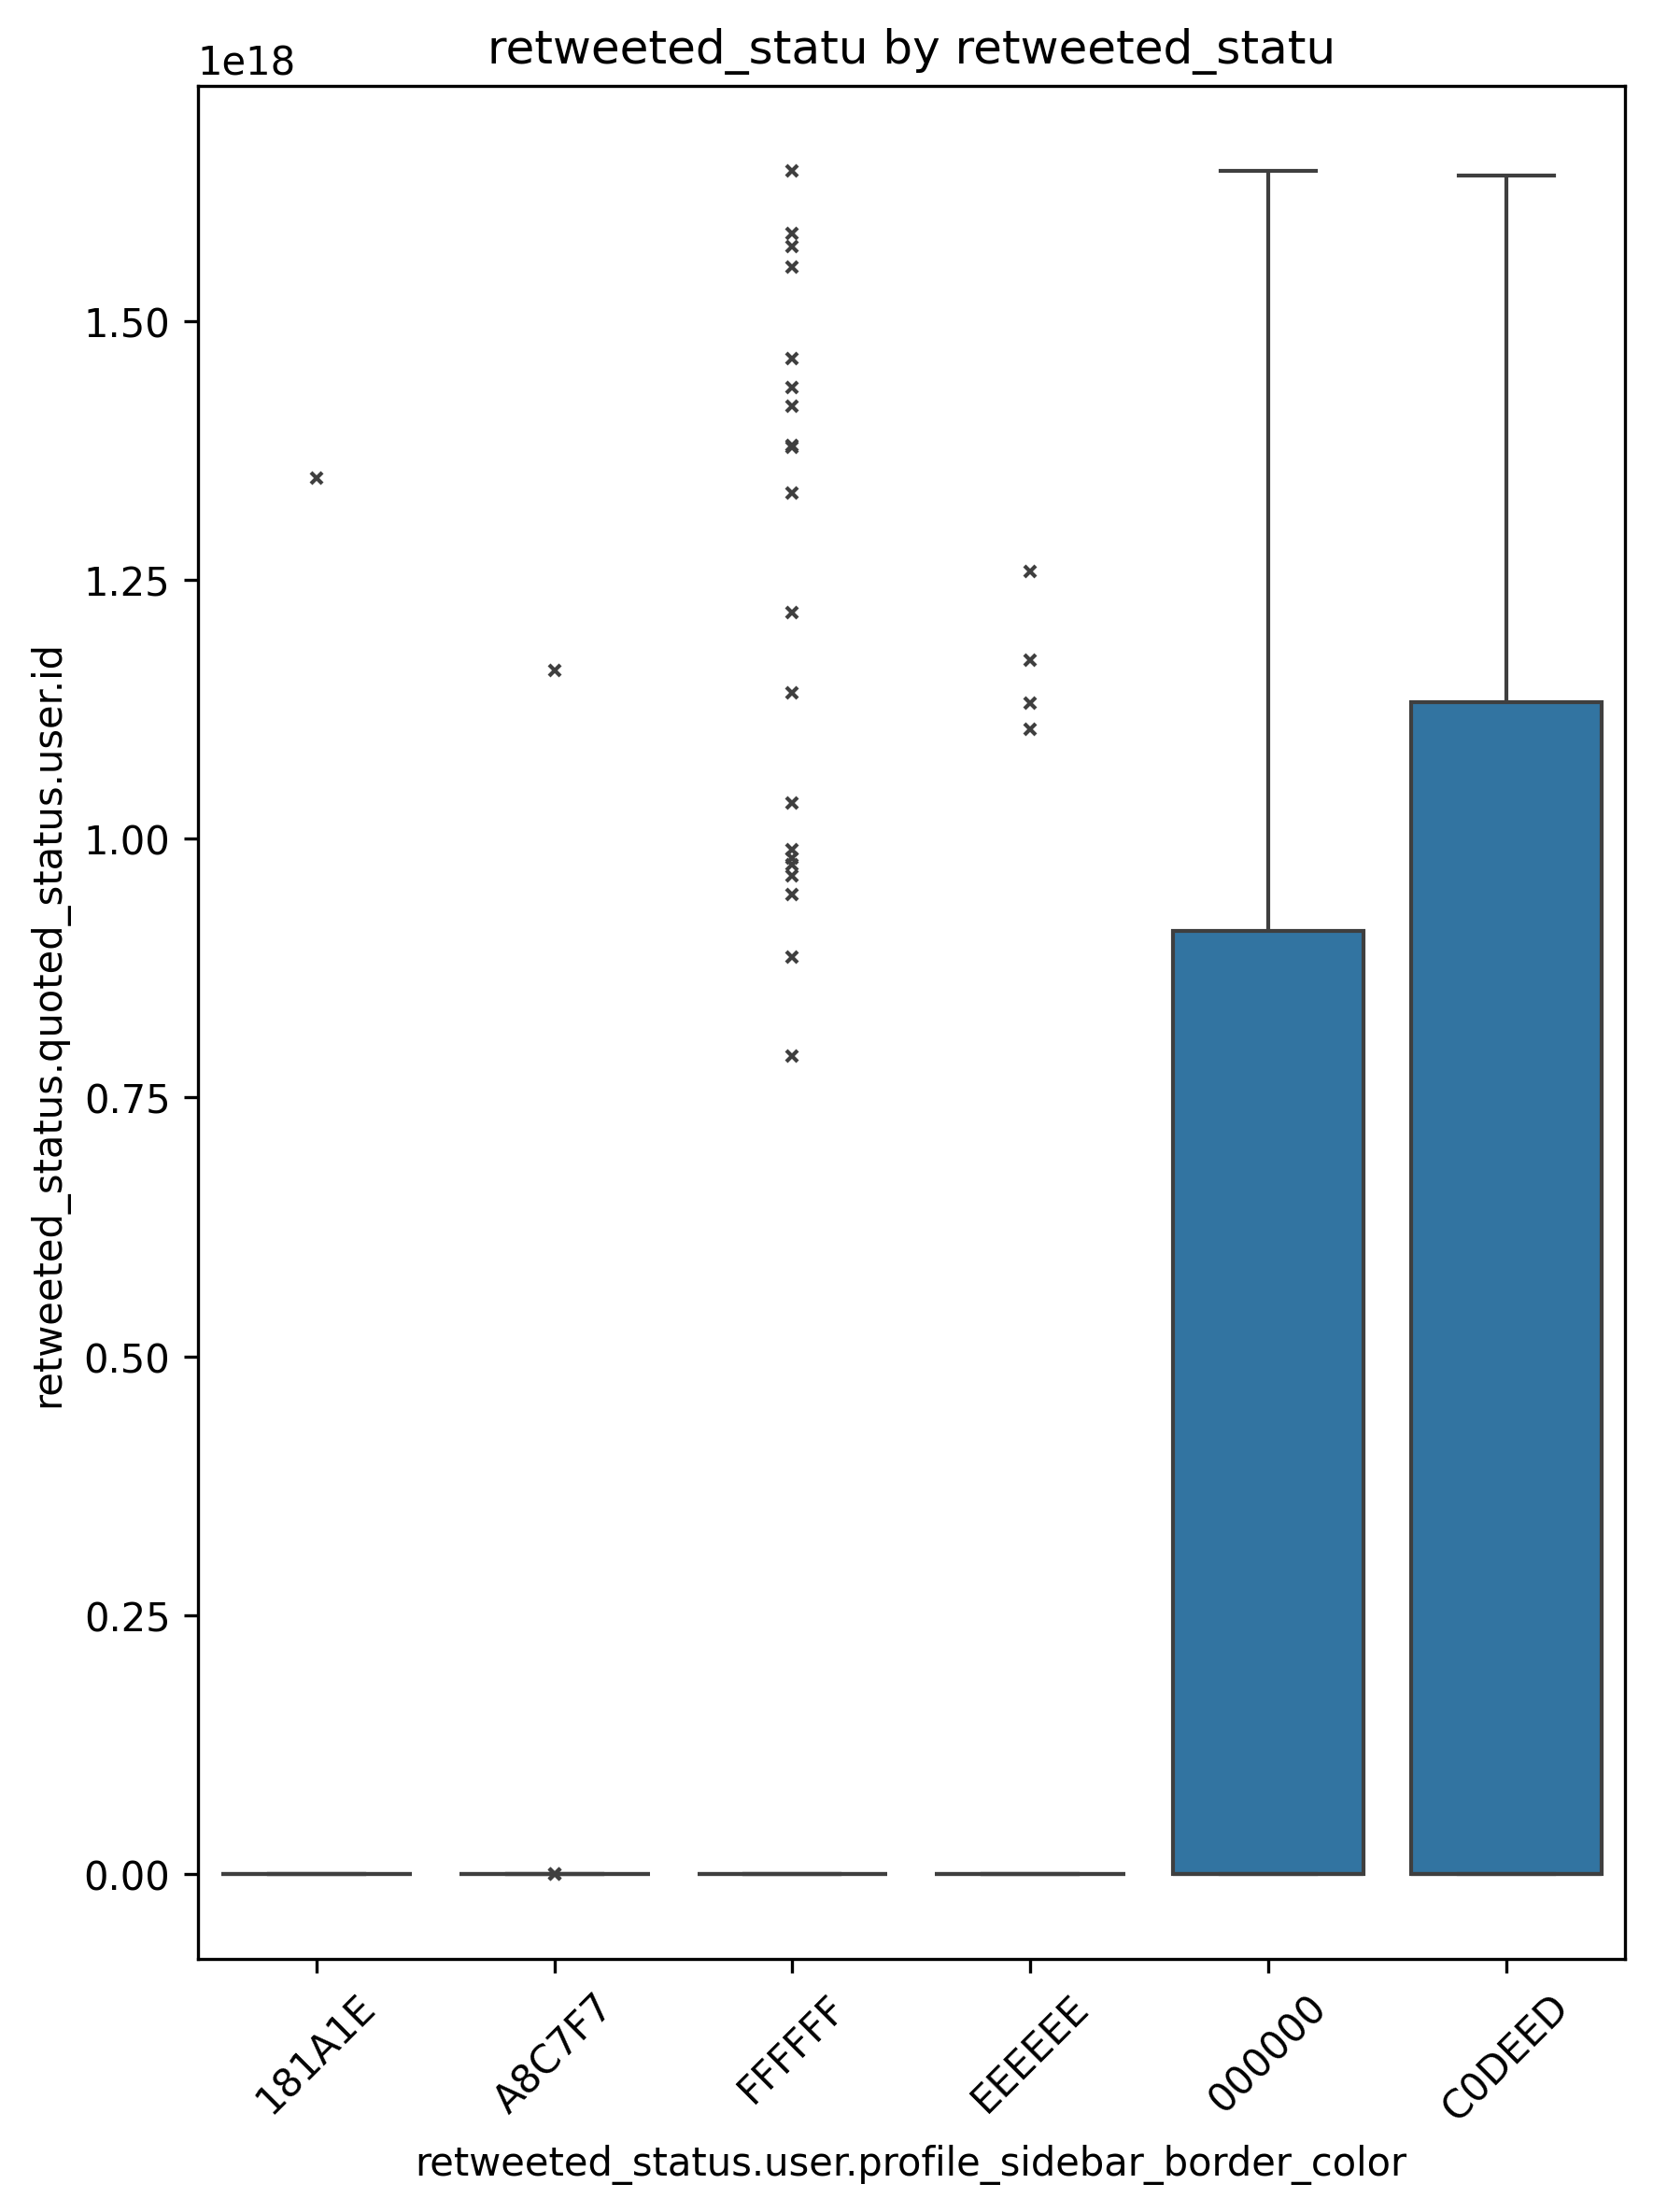 1e18
retweeted_statu by retweeted_statu
retweeted_status.quoted_status.user.id
1.50
1.25
1.00
0.75
0.50
0.25
0.00
181A1E
A8C7F7
FFFFFF
EEEEEE
000000
C0DEED
retweeted_status.user.profile_sidebar_border_color